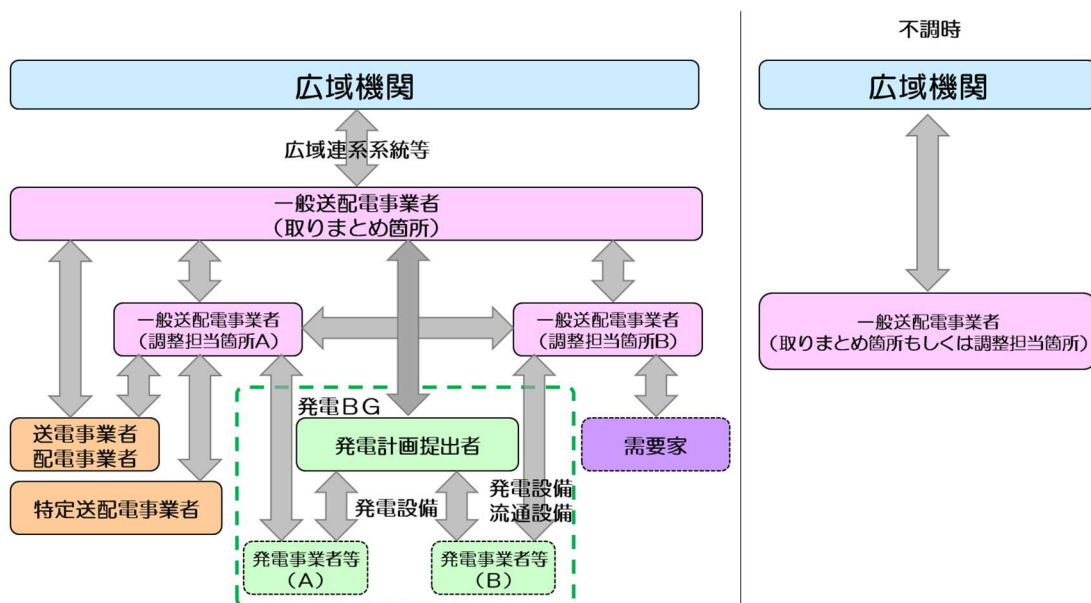 不調時
広域機関
広域機関
広域連系系統等
一般送配電事業者
(取りまとめ箇所)
一般送配電事業者
(調整担当箇所A)
一般送配電事業者
(調整担当箇所B)
一般送配電事業者
(取りまとめ箇所もしくは調整担当箇所)
発電BG
送電事業者
配電事業者
発電計画提出者
需要家
特定送配電事業者
発電設備
発電設備
流通設備
発電事業者等
(A)
発電事業者等
(B)